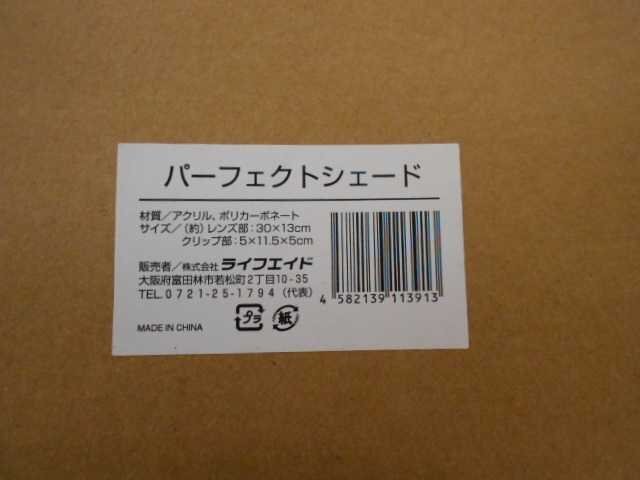 パーフェクトシェード
材質／アクリル、ポリカーボネート
サイズ／（約）レンズ部：30×13cm
クリップ部：5×11.5×5cm
販売者／株式会社 ライフエイド
大阪府富田林市若松町2丁目10-35
TEL.0721-25-1794（代表）
4 582139 113913
プラ 紙
MADE IN CHINA